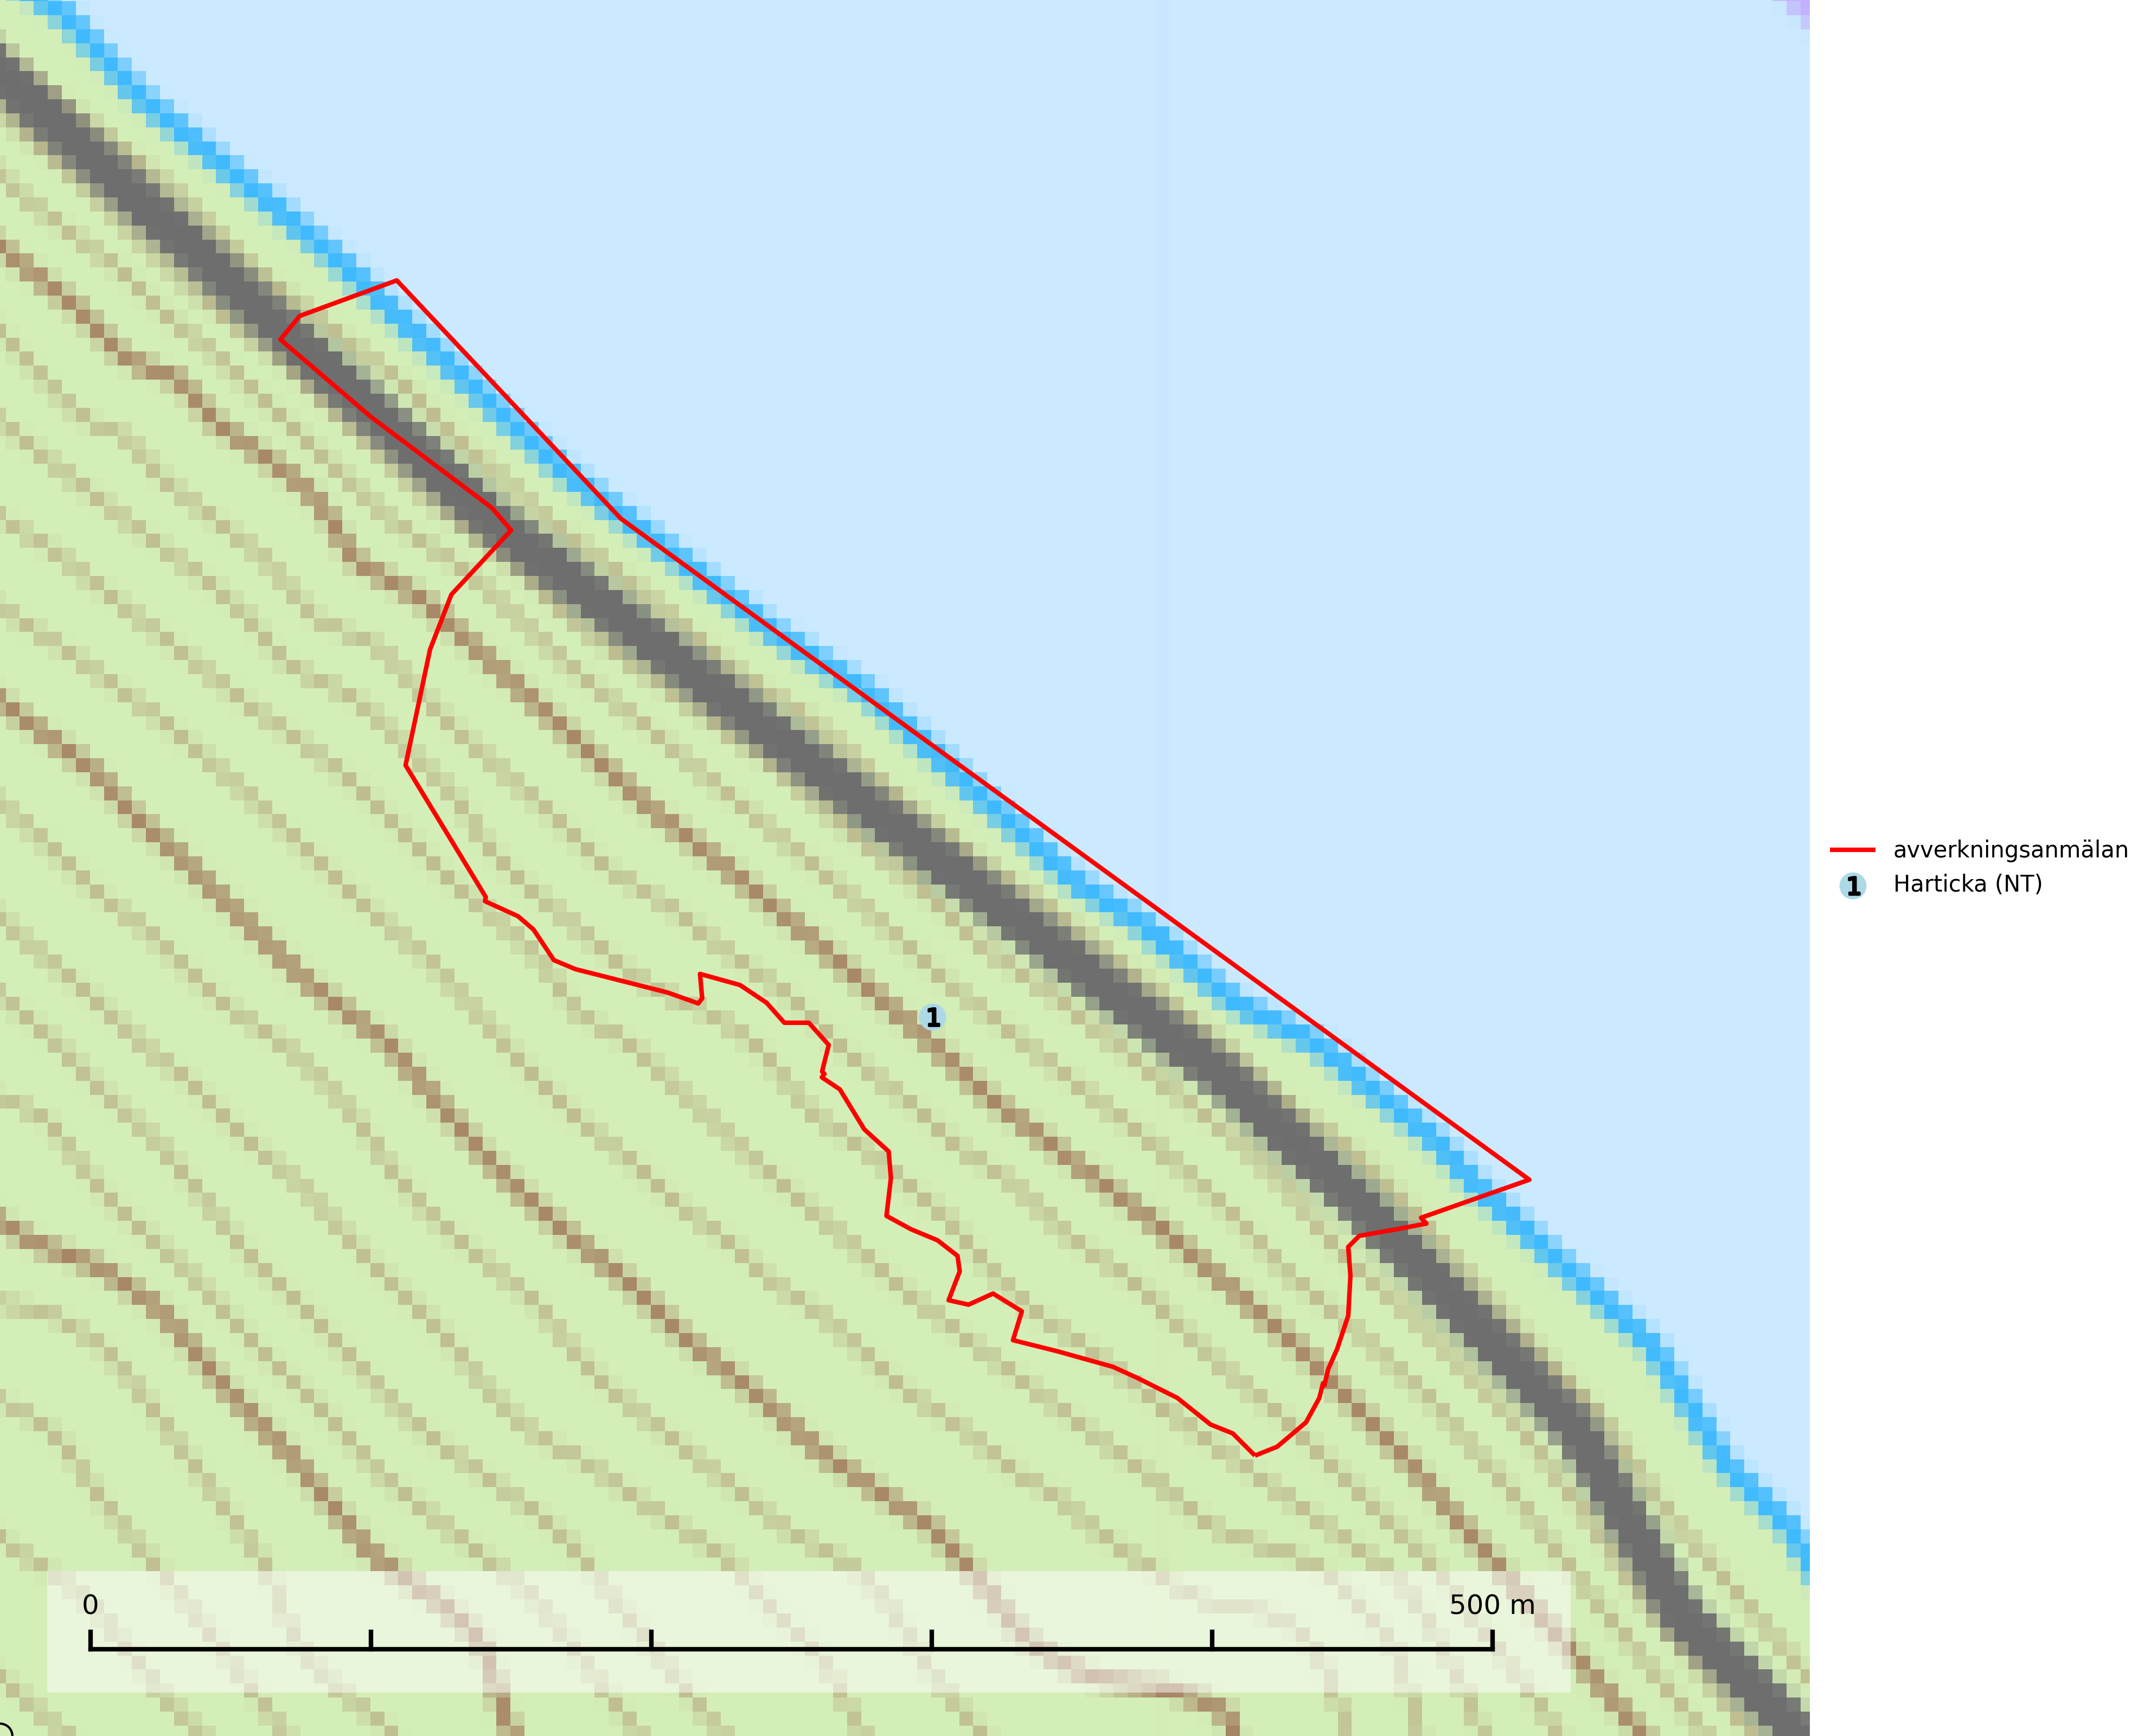 1
avverkningsanmälan
1 Harticka (NT)
0 500 m